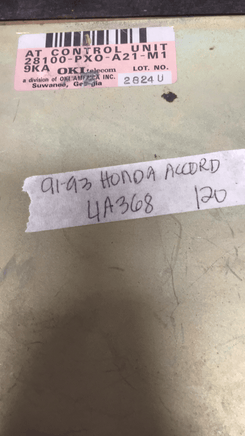 AT CONTROL UNIT
28100-PX0-A21-M1
9KA OKI telecom LOT. NO.
a division of OKI AMERICA INC.
Suwanee, Georgia 2824U
91-93 HONDA ACCORD
4A368 120